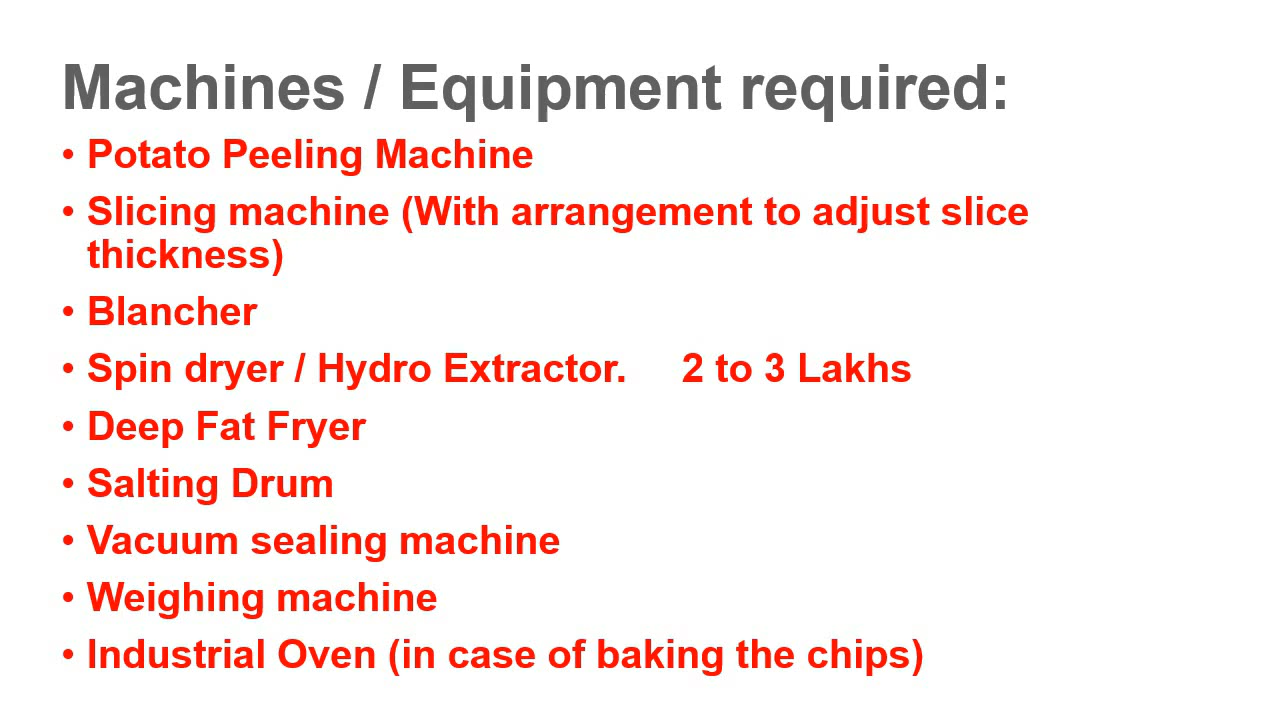 Machines / Equipment required:
• Potato Peeling Machine
• Slicing machine (With arrangement to adjust slice
thickness)
• Blancher
• Spin dryer / Hydro Extractor.     2 to 3 Lakhs
• Deep Fat Fryer
• Salting Drum
• Vacuum sealing machine
• Weighing machine
• Industrial Oven (in case of baking the chips)